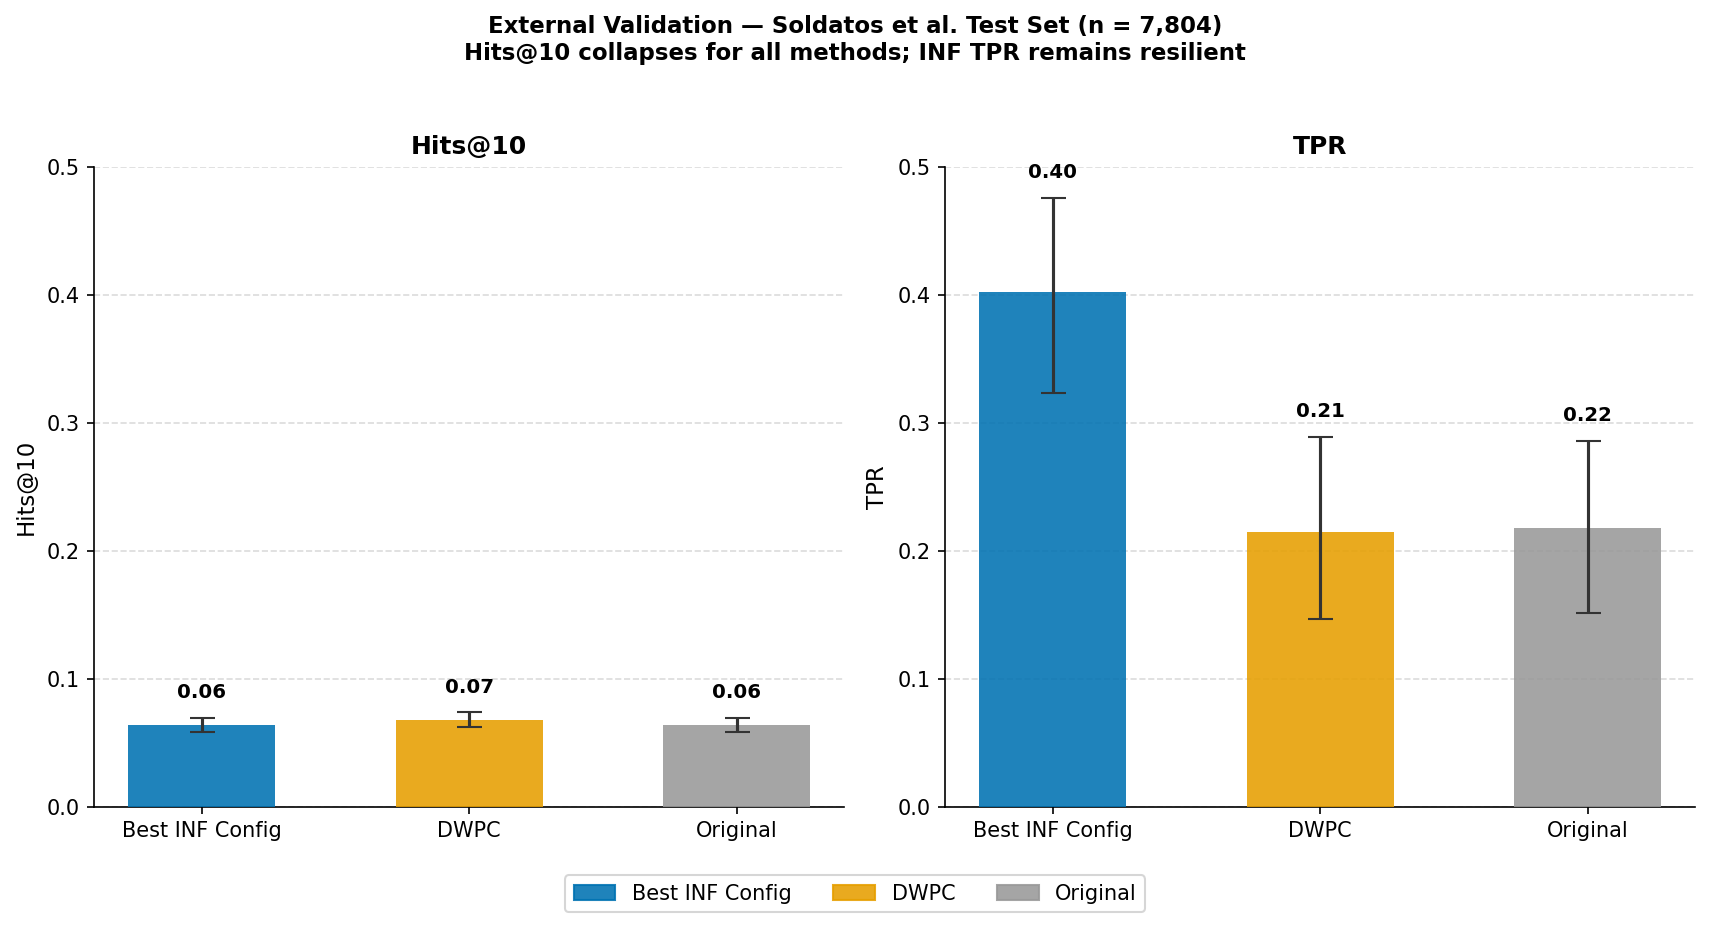 External Validation — Soldatos et al. Test Set (n = 7,804)
Hits@10 collapses for all methods; INF TPR remains resilient
Hits@10
Hits@10
0.5
0.4
0.3
0.2
0.1
0.0
0.06
0.07
0.06
Best INF Config
DWPC
Original
TPR
TPR
0.5
0.4
0.3
0.2
0.1
0.0
0.40
0.21
0.22
Best INF Config
DWPC
Original
Best INF Config
DWPC
Original